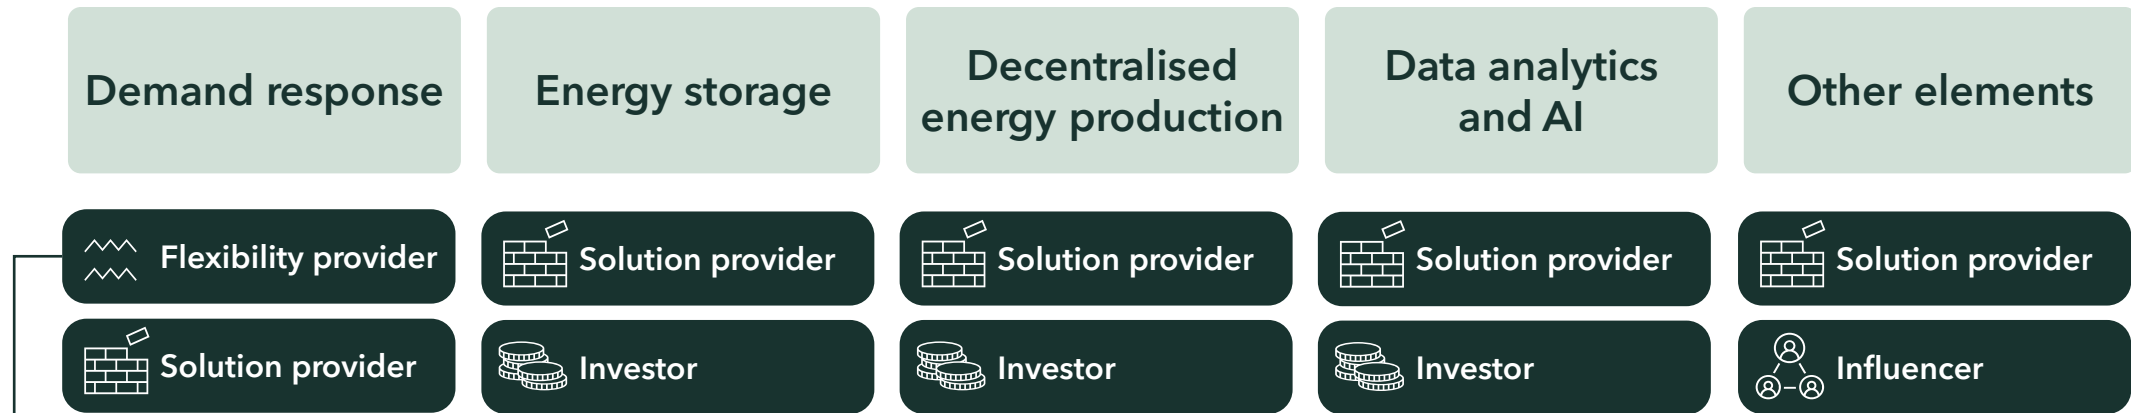 Demand response
Energy storage
Decentralised
energy production
Data analytics
and AI
Other elements
Flexibility provider
Solution provider
Solution provider
Solution provider
Solution provider
Solution provider
Investor
Investor
Investor
Influencer